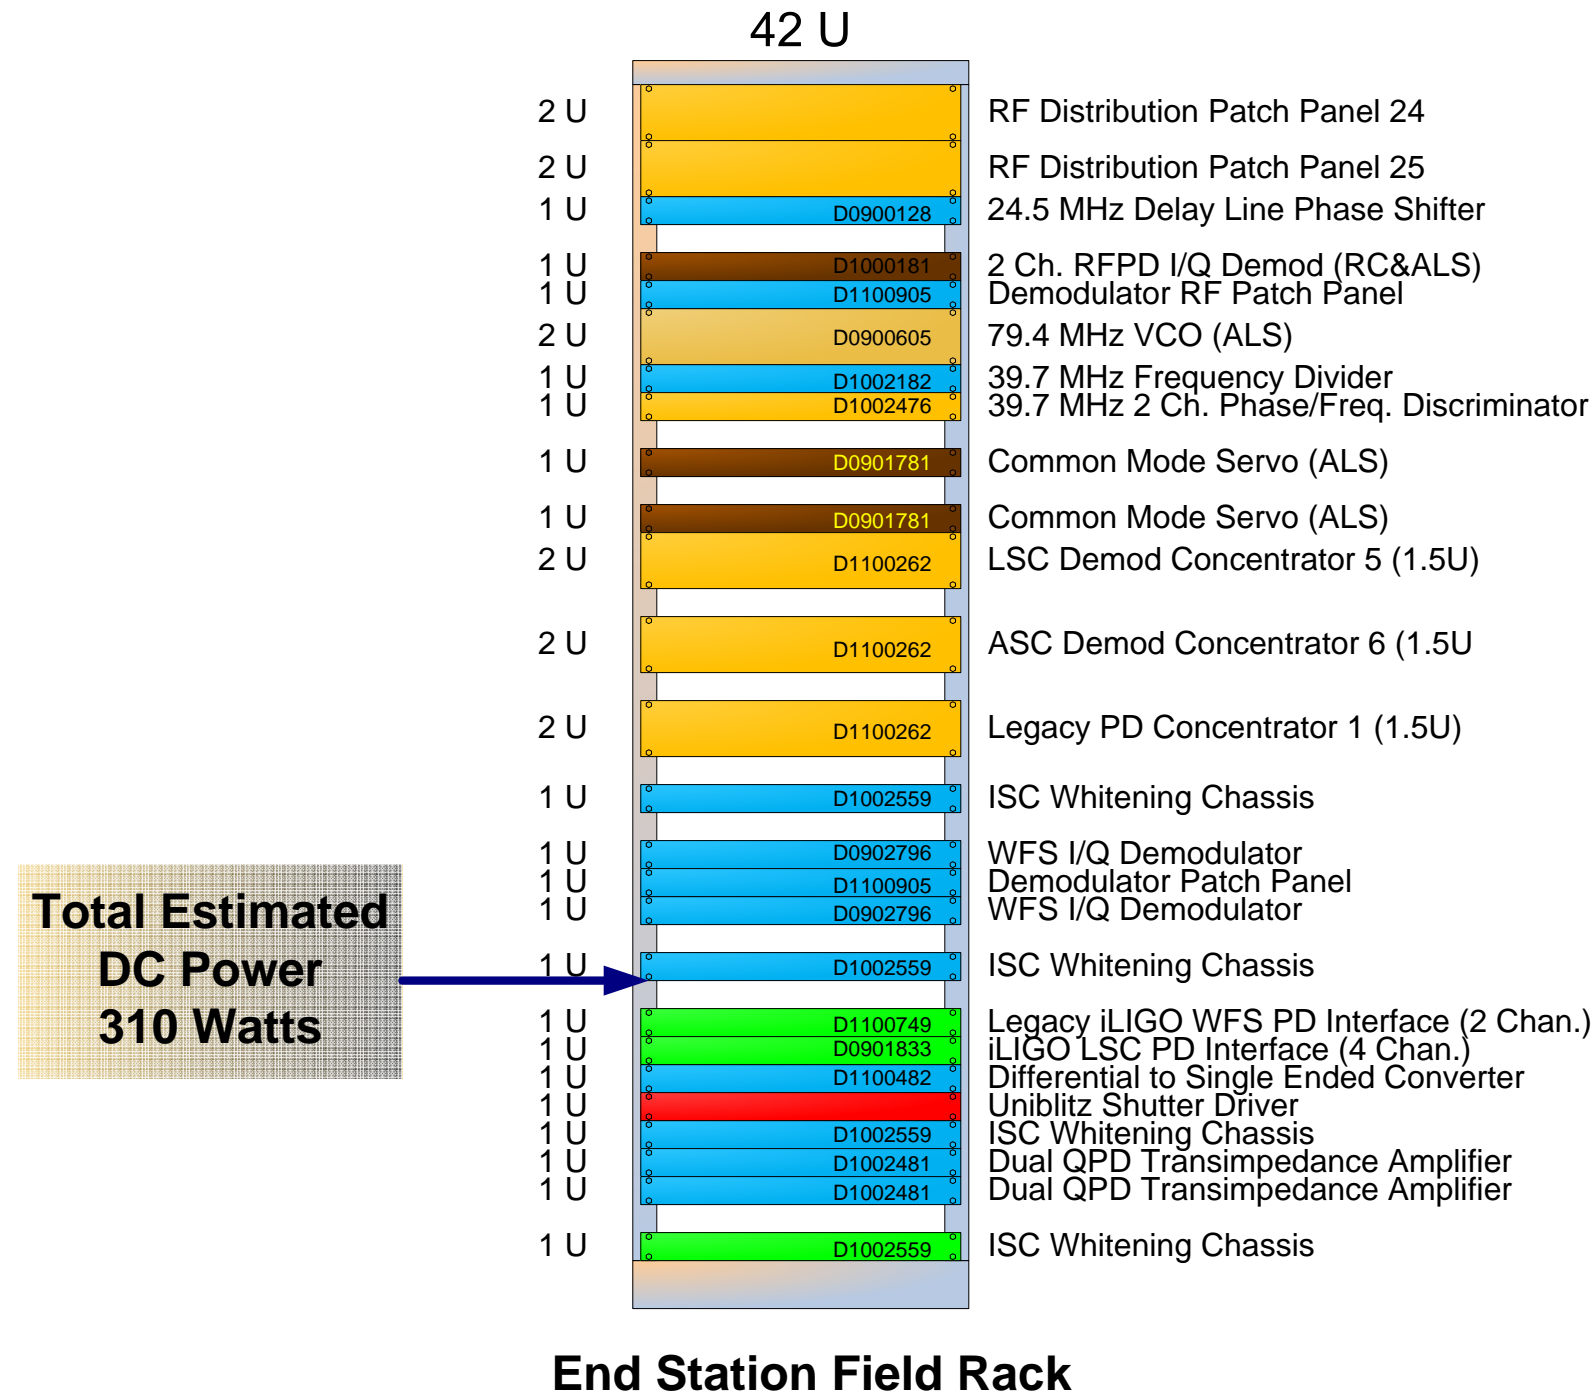 42 U
2 U RF Distribution Patch Panel 24
2 U RF Distribution Patch Panel 25
1 U D0900128 24.5 MHz Delay Line Phase Shifter
1 U D1000181 2 Ch. RFPD I/Q Demod (RC&ALS)
1 U D1100905 Demodulator RF Patch Panel
2 U D0900605 79.4 MHz VCO (ALS)
1 U D1002182 39.7 MHz Frequency Divider
1 U D1002476 39.7 MHz 2 Ch. Phase/Freq. Discriminator
1 U D0901781 Common Mode Servo (ALS)
1 U D0901781 Common Mode Servo (ALS)
2 U D1100262 LSC Demod Concentrator 5 (1.5U)
2 U D1100262 ASC Demod Concentrator 6 (1.5U
2 U D1100262 Legacy PD Concentrator 1 (1.5U)
1 U D1002559 ISC Whitening Chassis
1 U D0902796 WFS I/Q Demodulator
1 U D1100905 Demodulator Patch Panel
1 U D0902796 WFS I/Q Demodulator
1 U D1002559 ISC Whitening Chassis
1 U D1100749 Legacy iLIGO WFS PD Interface (2 Chan.)
1 U D0901833 iLIGO LSC PD Interface (4 Chan.)
1 U D1100482 Differential to Single Ended Converter
1 U Uniblitz Shutter Driver
1 U D1002559 ISC Whitening Chassis
1 U D1002481 Dual QPD Transimpedance Amplifier
1 U D1002481 Dual QPD Transimpedance Amplifier
1 U D1002559 ISC Whitening Chassis
Total Estimated
DC Power
310 Watts
End Station Field Rack